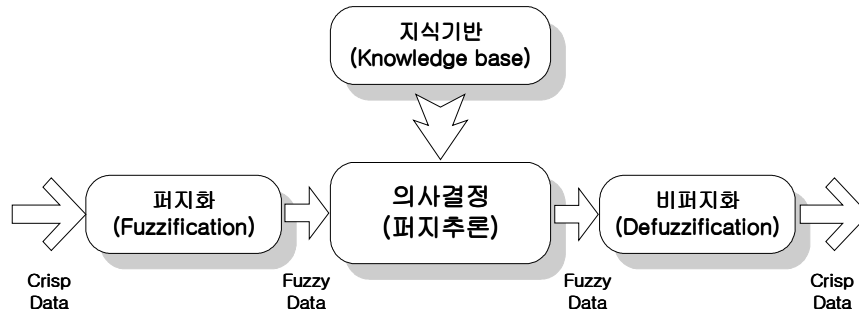 지식기반
(Knowledge base)
퍼지화
(Fuzzification)
의사결정
(퍼지추론)
비퍼지화
(Defuzzification)
Crisp
Data
Fuzzy
Data
Fuzzy
Data
Crisp
Data